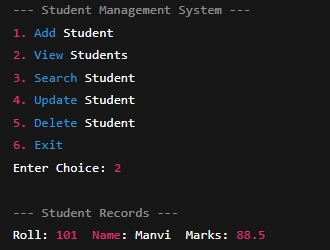 --- Student Management System ---
1. Add Student
2. View Students
3. Search Student
4. Update Student
5. Delete Student
6. Exit
Enter Choice: 2
--- Student Records ---
Roll: 101  Name: Manvi  Marks: 88.5